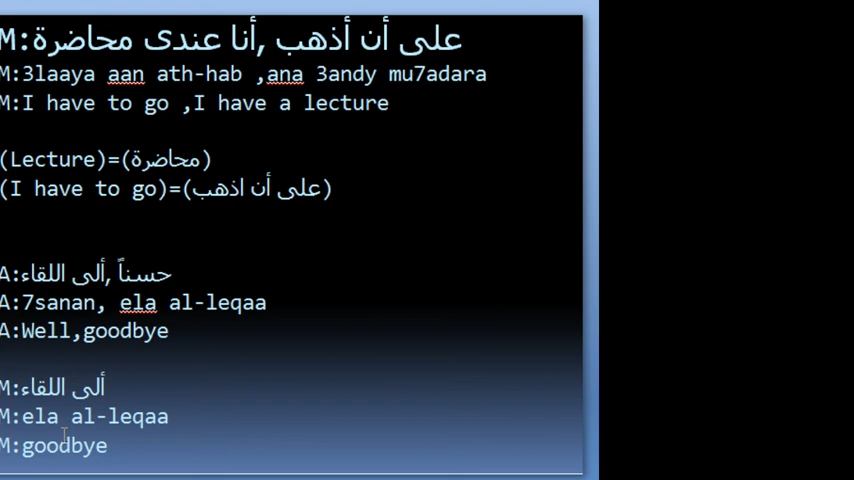 M:على أن أذهب ,أنا عندى محاضرة
M:3laaya aan ath-hab ,ana 3andy mu7adara
M:I have to go ,I have a lecture
(Lecture)=(محاضرة)
(I have to go)=(على أن اذهب)
A:حسناً ,ألى اللقاء
A:7sanan, ela al-leqaa
A:Well,goodbye
M:ألى اللقاء
M:ela al-leqaa
M:goodbye